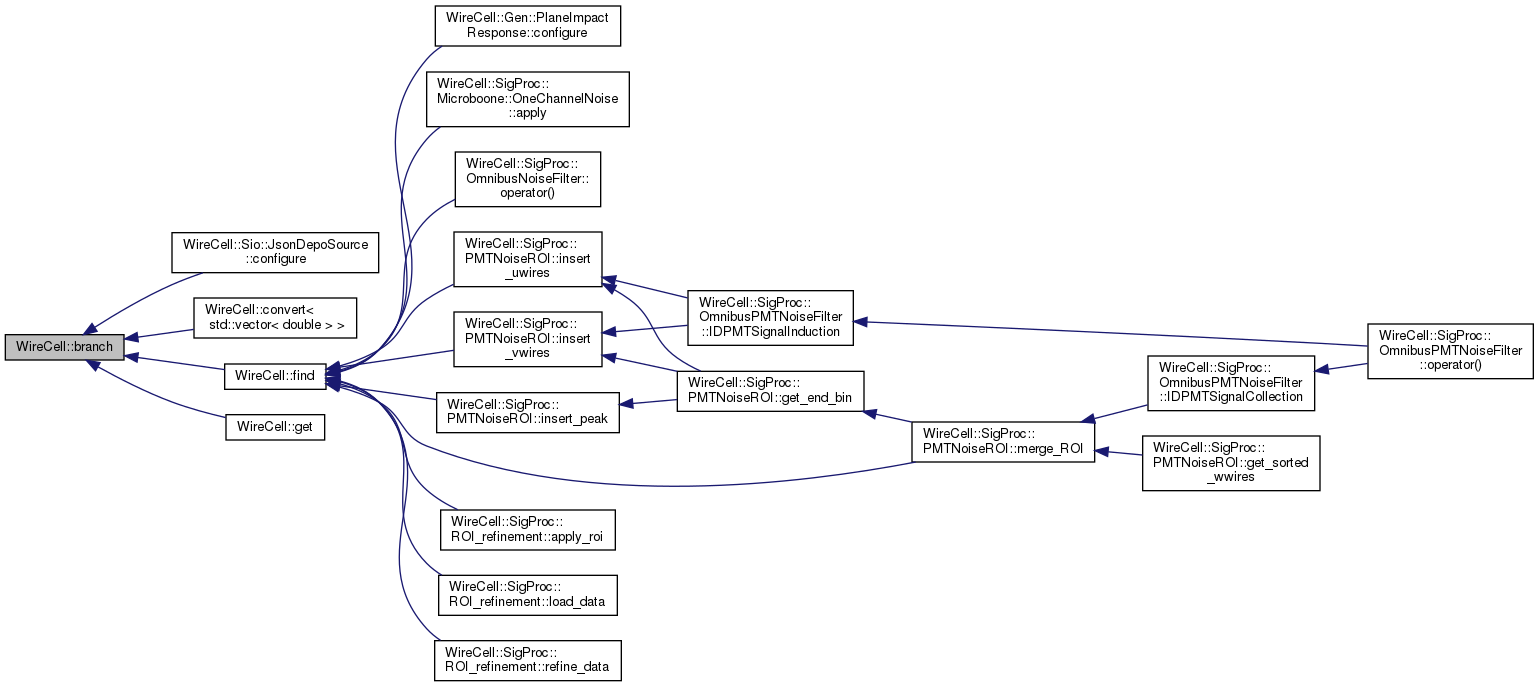 WireCell::Gen::PlaneImpact
Response::configure
WireCell::SigProc::
Microboone::OneChannelNoise
::apply
WireCell::SigProc::
OmnibusNoiseFilter::
operator()
WireCell::Sio::JsonDepoSource
::configure
WireCell::SigProc::
PMTNoiseROI::insert
_uwires
WireCell::convert<
std::vector< double > >
WireCell::SigProc::
OmnibusPMTNoiseFilter
::IDPMTSignalInduction
WireCell::branch
WireCell::SigProc::
PMTNoiseROI::insert
_vwires
WireCell::SigProc::
OmnibusPMTNoiseFilter
::operator()
WireCell::find
WireCell::SigProc::
PMTNoiseROI::get_end_bin
WireCell::SigProc::
OmnibusPMTNoiseFilter
::IDPMTSignalCollection
WireCell::SigProc::
PMTNoiseROI::insert_peak
WireCell::get
WireCell::SigProc::
PMTNoiseROI::merge_ROI
WireCell::SigProc::
PMTNoiseROI::get_sorted
_wwires
WireCell::SigProc::
ROI_refinement::apply_roi
WireCell::SigProc::
ROI_refinement::load_data
WireCell::SigProc::
ROI_refinement::refine_data